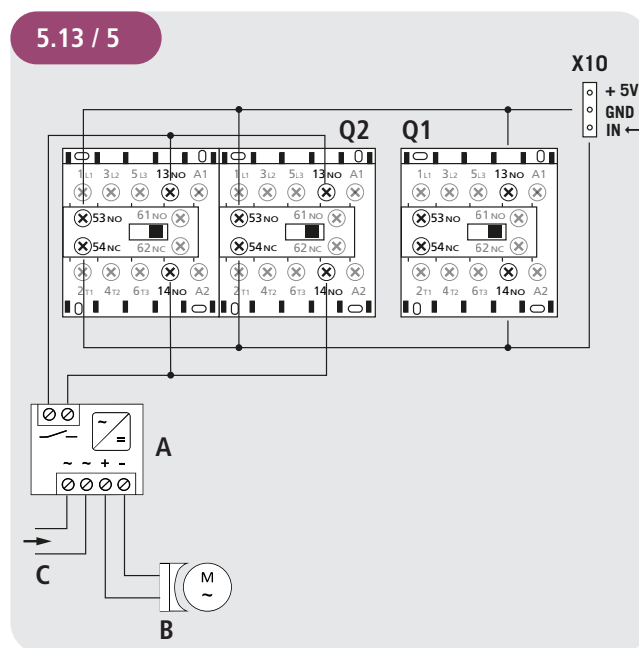 5.13 / 5
X10
+ 5V
GND
IN ←
Q2 Q1
1L1 3L2 5L3 13NO A1 1L1 3L2 5L3 13NO A1 1L1 3L2 5L3 13NO A1
53NO 61NO 53NO 61NO 53NO 61NO
54NC 62NC 54NC 62NC 54NC 62NC
2T1 4T2 6T3 14NO A2 2T1 4T2 6T3 14NO A2 2T1 4T2 6T3 14NO A2
~
=
A
~ ~ + -
C
M
~
B